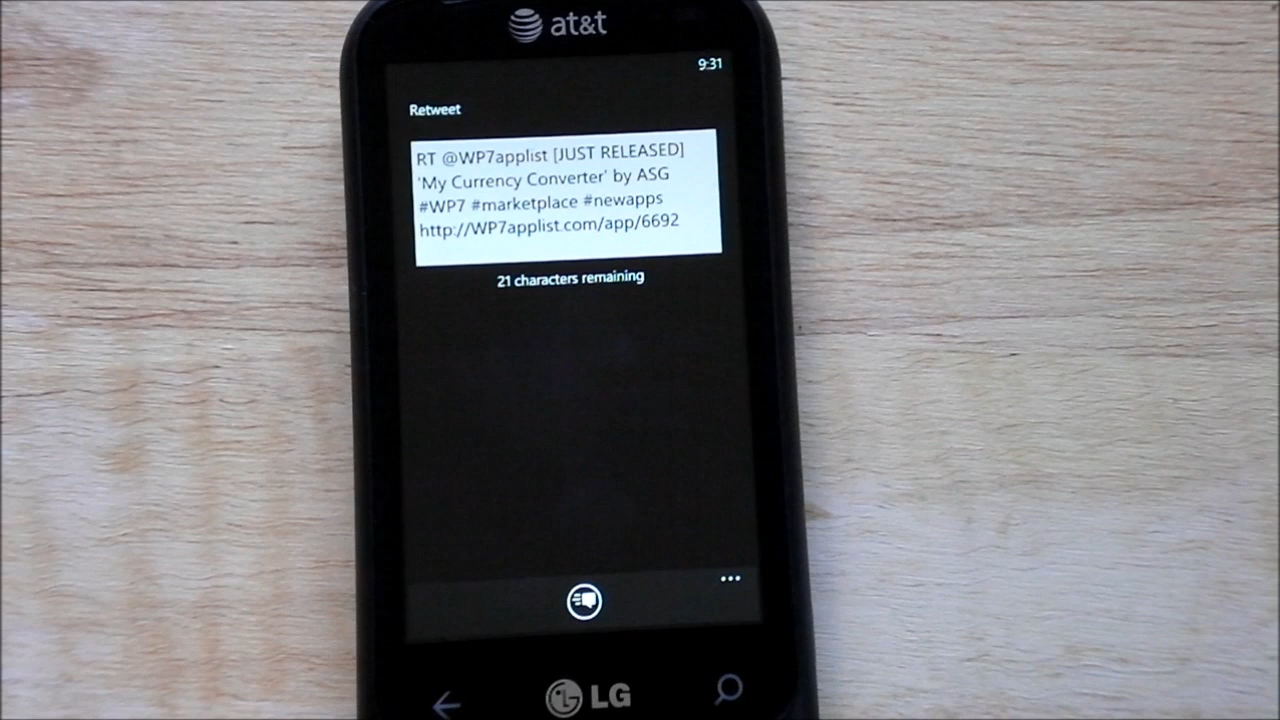 at&t
9:31
Retweet
RT @WP7applist [JUST RELEASED]
'My Currency Converter' by ASG
#WP7 #marketplace #newapps
http://WP7applist.com/app/6692
21 characters remaining
LG